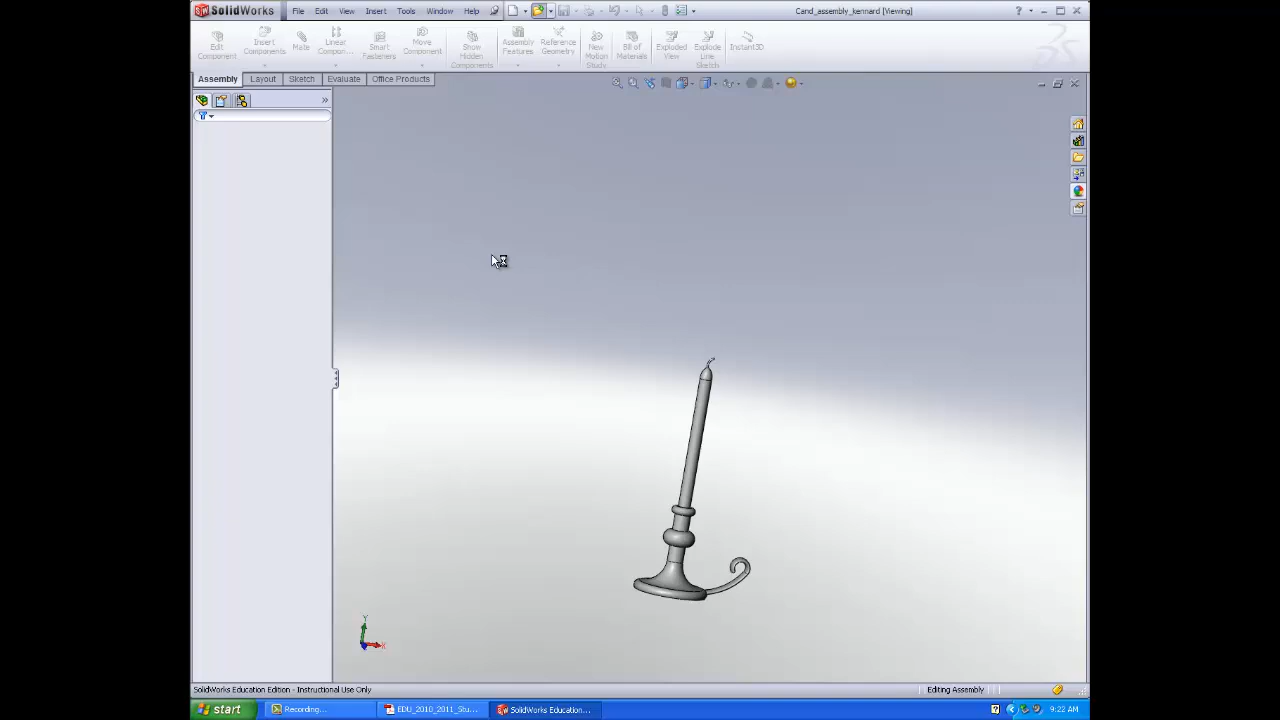 SolidWorks File Edit View Insert Tools Window Help Cand_assembly_kennard [Viewing]
Edit Component Insert Components Mate Linear Compon... Smart Fasteners Move Component Show Hidden Components Assembly Features Reference Geometry New Motion Study Bill of Materials Exploded View Explode Line Sketch Instant3D
Assembly Layout Sketch Evaluate Office Products
Y
X
SolidWorks Education Edition - Instructional Use Only Editing Assembly
start Recording... EDU_2010_2011_Stu... SolidWorks Education... 9:22 AM